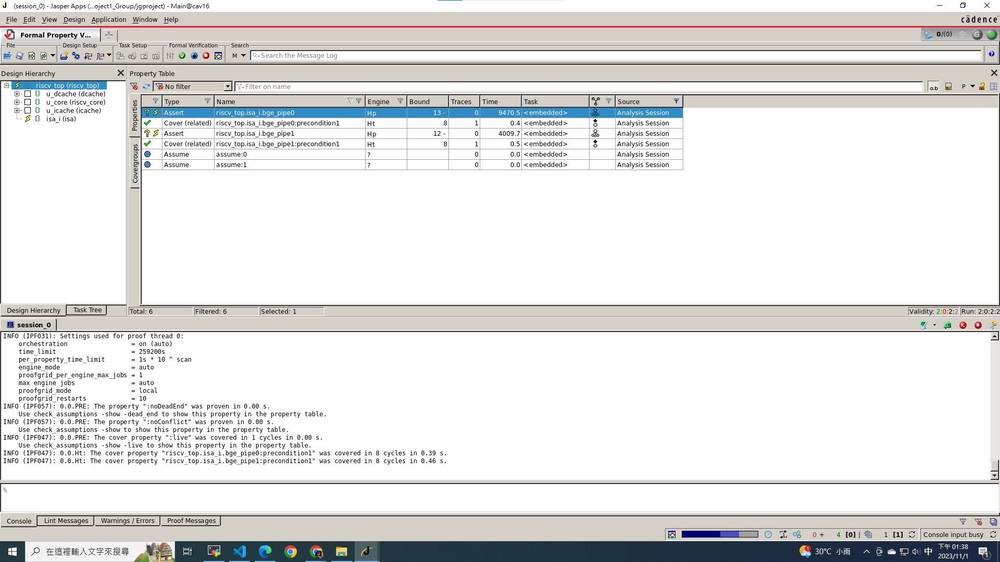 (session_0) - Jasper Apps (...oject1_Group/jgproject) - Main@cav16
File Edit View Design Application Window Help
cādence
Formal Property V...
0/(0)
File Design Setup Task Setup Formal Verification Search
M Search the Message Log
Design Hierarchy
riscv_top (riscv_top)
u_dcache (dcache)
u_core (riscv_core)
u_icache (icache)
isa_i (isa)
Design Hierarchy Task Tree
Property Table
No filter Filter on name a.b P
Properties
Covergroups
Type Name Engine Bound Traces Time Task Source
Assert riscv_top.isa_i.bge_pipe0 Hp 13 - 0 9470.5 <embedded> Analysis Session
Cover (related) riscv_top.isa_i.bge_pipe0:precondition1 Ht 8 1 0.4 <embedded> Analysis Session
Assert riscv_top.isa_i.bge_pipe1 Hp 12 - 0 4009.7 <embedded> Analysis Session
Cover (related) riscv_top.isa_i.bge_pipe1:precondition1 Ht 8 1 0.5 <embedded> Analysis Session
Assume assume:0 ? 0 0.0 <embedded> Analysis Session
Assume assume:1 ? 0 0.0 <embedded> Analysis Session
Total: 6 Filtered: 6 Selected: 1 Validity: 2:0:2:2 Run: 2:0:2:2
session_0
INFO (IPF031): Settings used for proof thread 0:
orchestration = on (auto)
time_limit = 259200s
per_property_time_limit = 1s * 10 ^ scan
engine_mode = auto
proofgrid_per_engine_max_jobs = 1
max engine jobs = auto
proofgrid_mode = local
proofgrid_restarts = 10
INFO (IPF057): 0.0.PRE: The property ":noDeadEnd" was proven in 0.00 s.
Use check_assumptions -show -dead_end to show this property in the property table.
INFO (IPF057): 0.0.PRE: The property ":noConflict" was proven in 0.00 s.
Use check_assumptions -show to show this property in the property table.
INFO (IPF047): 0.0.PRE: The cover property ":live" was covered in 1 cycles in 0.00 s.
Use check_assumptions -show -live to show this property in the property table.
INFO (IPF047): 0.0.Ht: The cover property "riscv_top.isa_i.bge_pipe0:precondition1" was covered in 8 cycles in 0.39 s.
INFO (IPF047): 0.0.Ht: The cover property "riscv_top.isa_i.bge_pipe1:precondition1" was covered in 8 cycles in 0.46 s.
%
Console Lint Messages Warnings / Errors Proof Messages
0 + 4 [0] 1 [1] Console input busy
在這裡輸入文字來搜尋
1 30°C 小雨 中 下午 01:38
2023/11/1 1